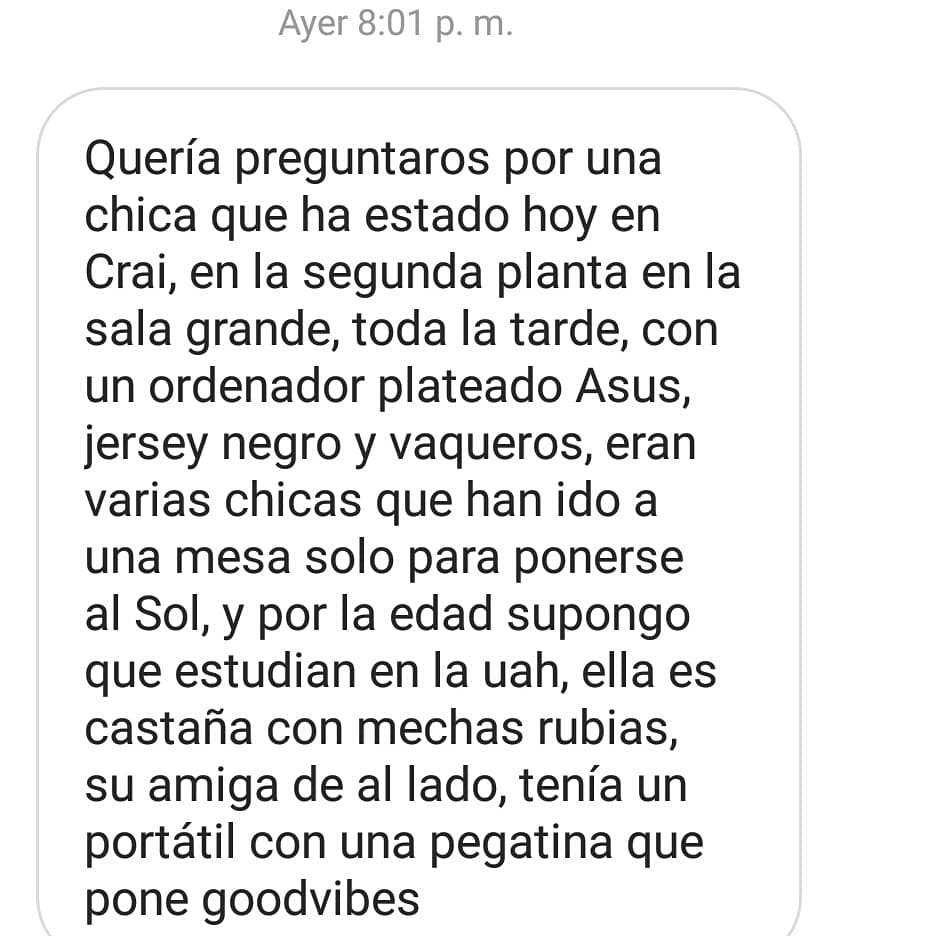 Ayer 8:01 p. m.
Quería preguntaros por una
chica que ha estado hoy en
Crai, en la segunda planta en la
sala grande, toda la tarde, con
un ordenador plateado Asus,
jersey negro y vaqueros, eran
varias chicas que han ido a
una mesa solo para ponerse
al Sol, y por la edad supongo
que estudian en la uah, ella es
castaña con mechas rubias,
su amiga de al lado, tenía un
portátil con una pegatina que
pone goodvibes